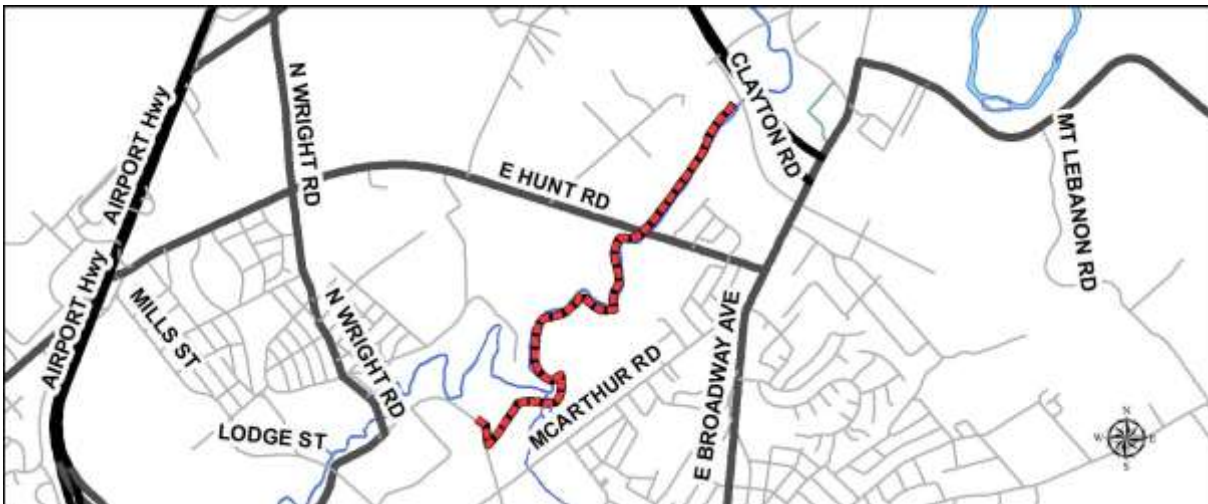 AIRPORT Hwy
N WRIGHT RD
CLAYTON RD
E HUNT RD
MT LEBANON RD
AIRPORT Hwy
MILLS ST
N WRIGHT RD
E BROADWAY AVE
MCARTHUR RD
LODGE ST
N
W E
S